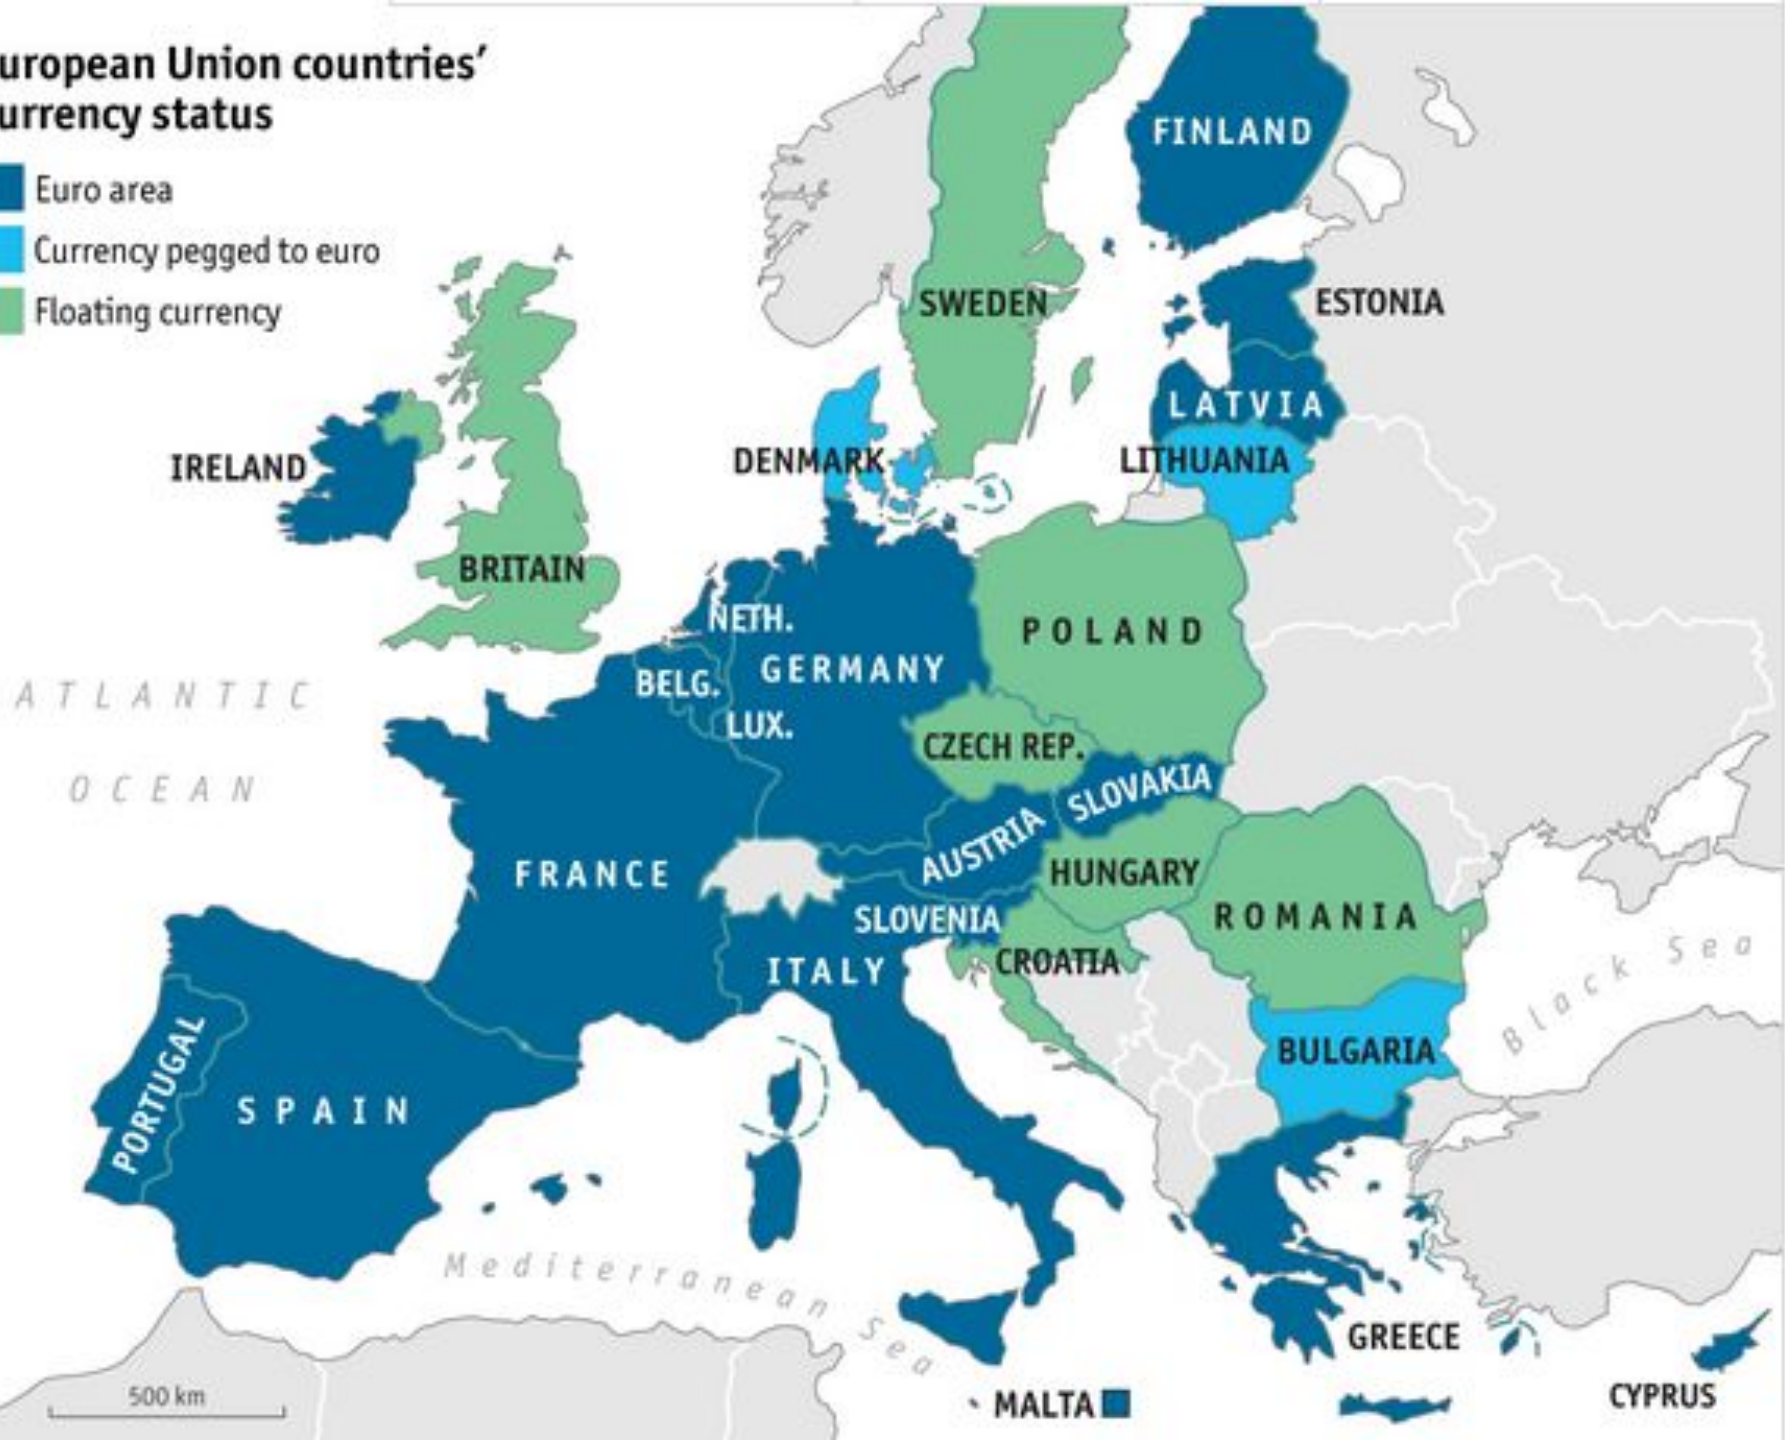 uropean Union countries'
urrency status
Euro area
Currency pegged to euro
Floating currency
FINLAND
SWEDEN
ESTONIA
LATVIA
LITHUANIA
DENMARK
IRELAND
BRITAIN
NETH.
POLAND
GERMANY
BELG.
LUX.
ATLANTIC
OCEAN
CZECH REP.
SLOVAKIA
AUSTRIA
FRANCE
HUNGARY
SLOVENIA
ROMANIA
CROATIA
ITALY
Black Sea
BULGARIA
PORTUGAL
SPAIN
Mediterranean Sea
GREECE
CYPRUS
MALTA
500 km